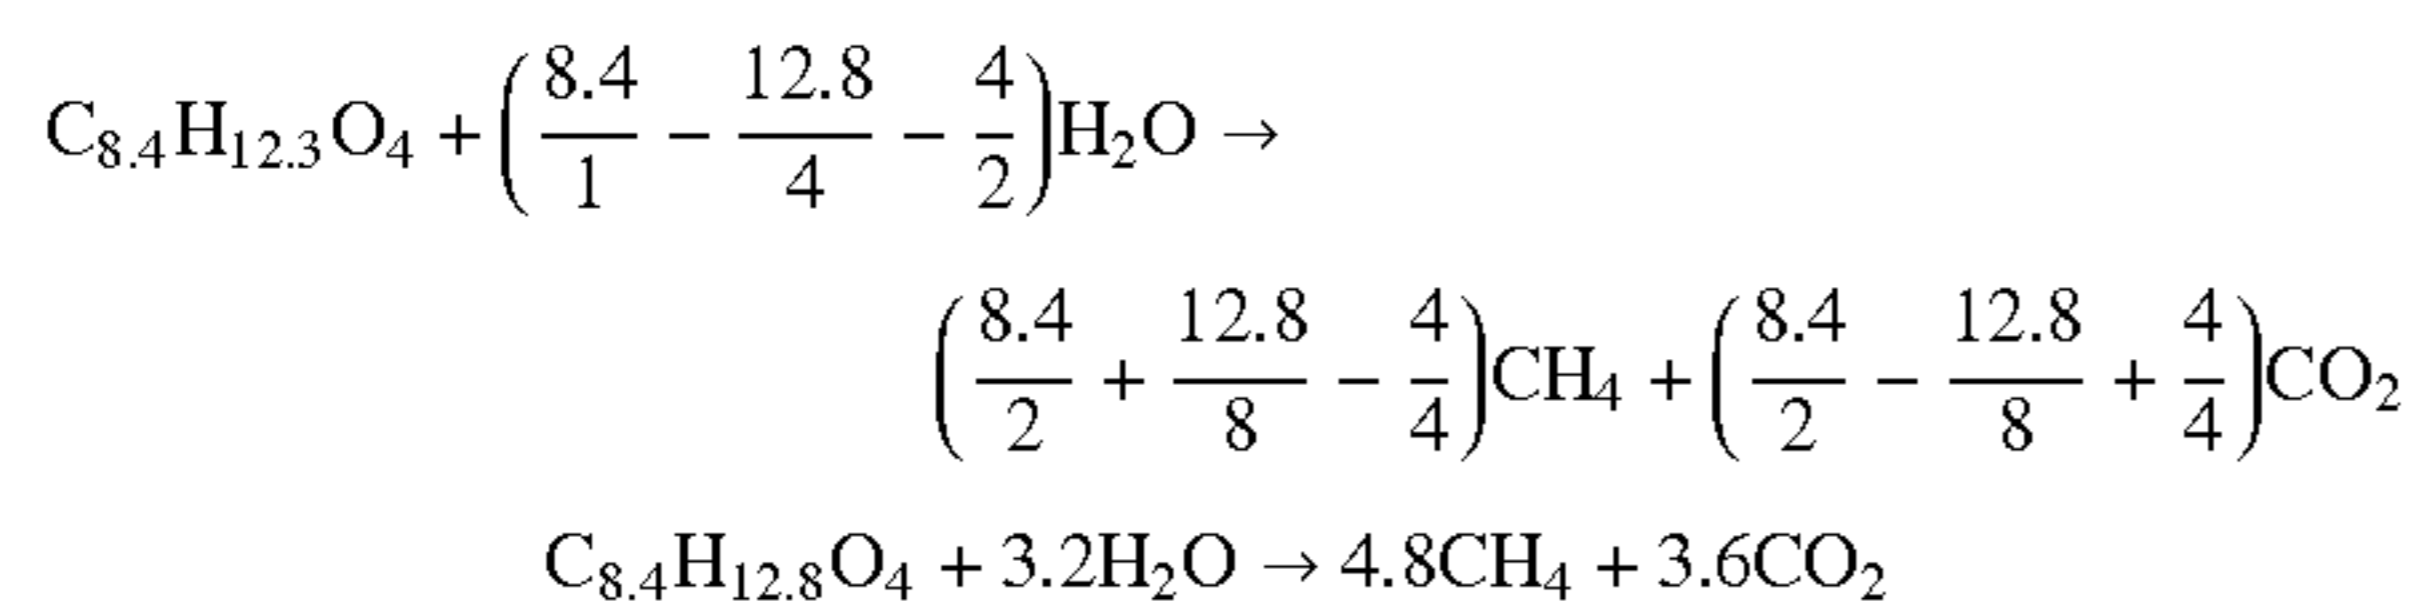 C₈.₄H₁₂.₃O₄ + (8.4/1 − 12.8/4 − 4/2)H₂O →
(8.4/2 + 12.8/8 − 4/4)CH₄ + (8.4/2 − 12.8/8 + 4/4)CO₂
C₈.₄H₁₂.₈O₄ + 3.2H₂O → 4.8CH₄ + 3.6CO₂